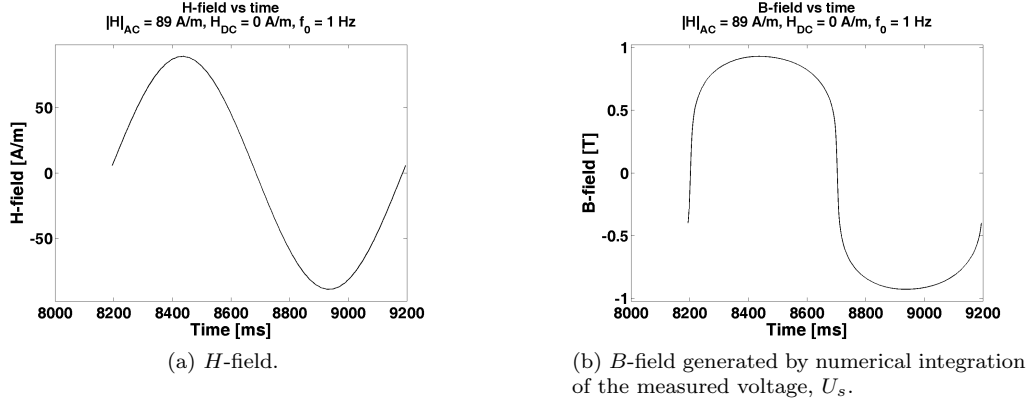 H-field vs time
|H|AC = 89 A/m, HDC = 0 A/m, f0 = 1 Hz
H-field [A/m]
50
0
-50
8000 8200 8400 8600 8800 9000 9200
Time [ms]
(a) H-field.
B-field vs time
|H|AC = 89 A/m, HDC = 0 A/m, f0 = 1 Hz
B-field [T]
1
0.5
0
-0.5
-1
8000 8200 8400 8600 8800 9000 9200
Time [ms]
(b) B-field generated by numerical integration
of the measured voltage, Us.